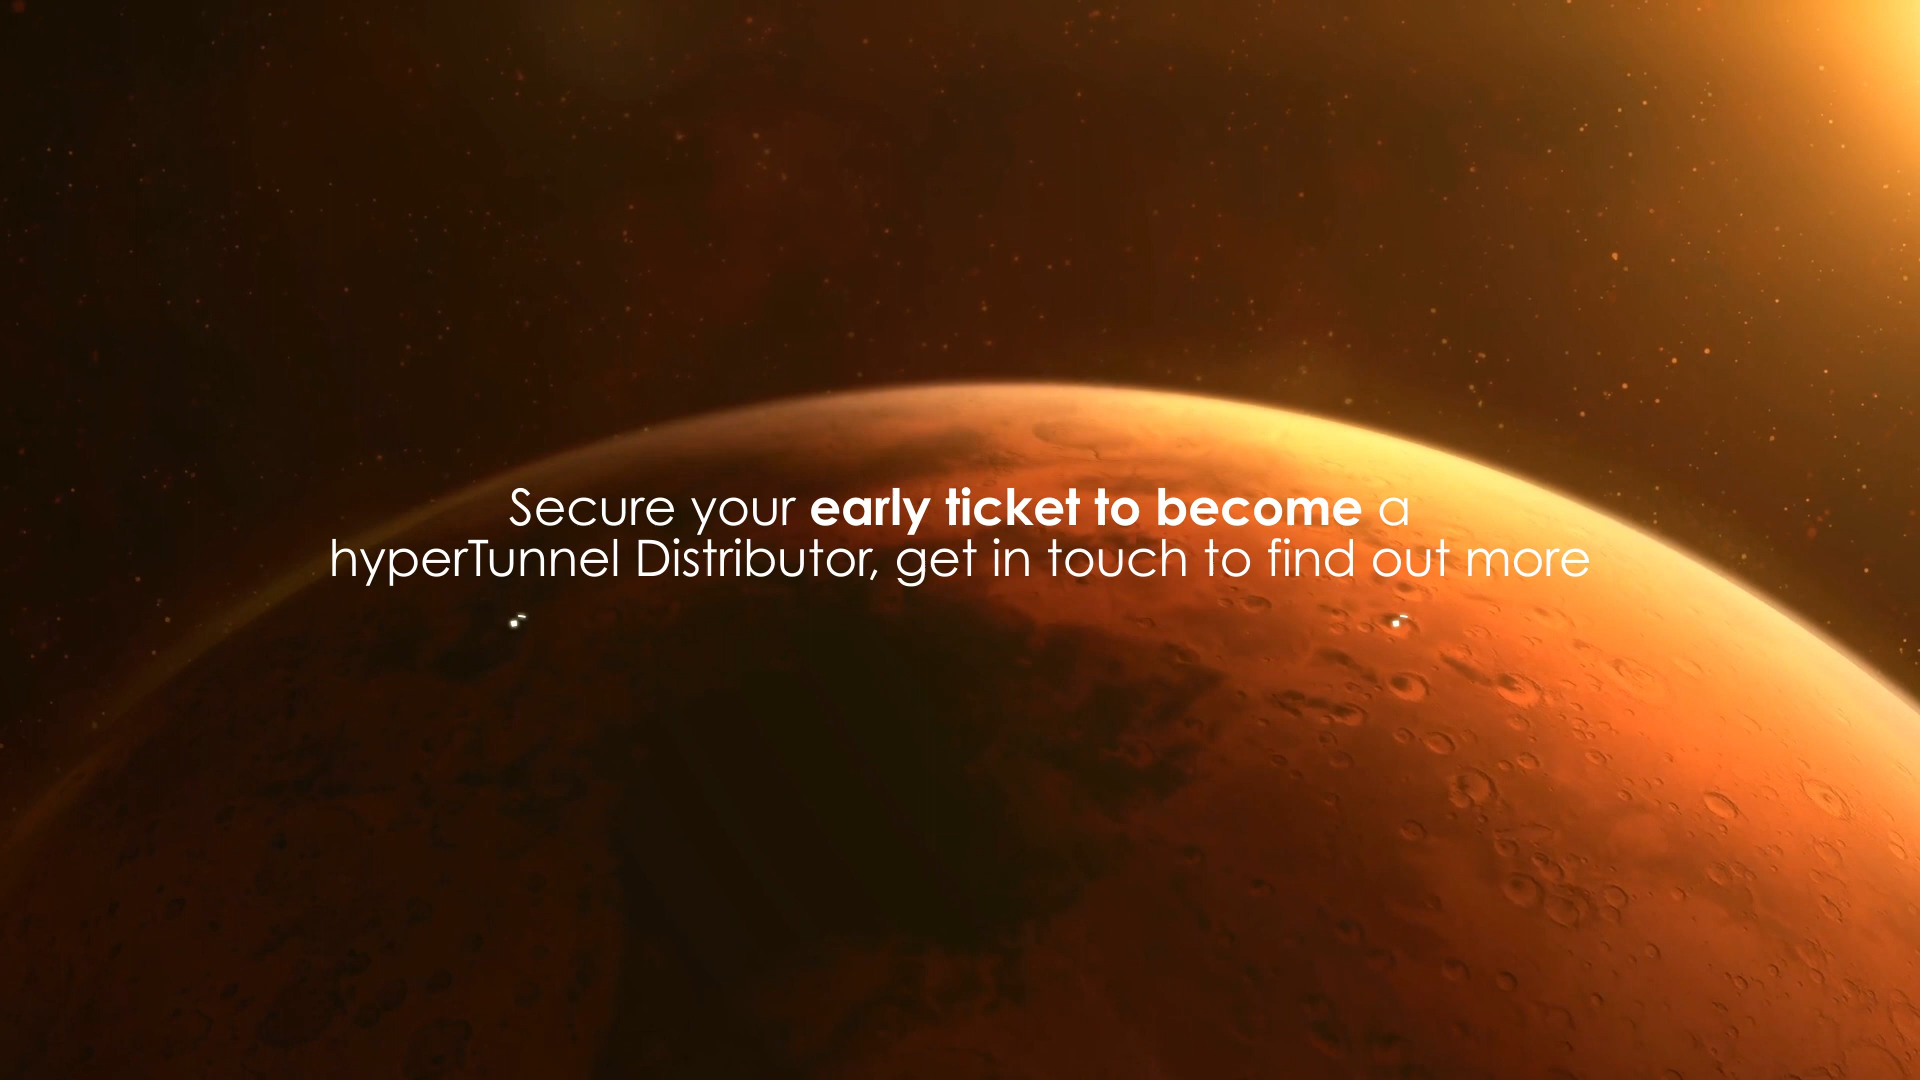 Secure your early ticket to become a
hyperTunnel Distributor, get in touch to find out more